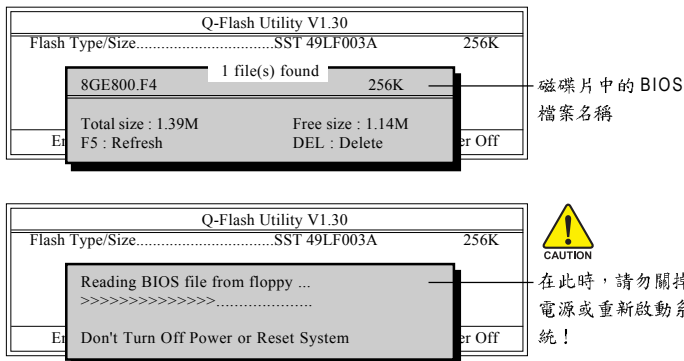 Q-Flash Utility V1.30
Flash Type/Size.................................SST 49LF003A 256K
1 file(s) found
8GE800.F4 256K
Total size : 1.39M Free size : 1.14M
F5 : Refresh DEL : Delete
磁碟片中的 BIOS
檔案名稱
Q-Flash Utility V1.30
Flash Type/Size.................................SST 49LF003A 256K
Reading BIOS file from floppy ...
>>>>>>>>>>>>>>.....................
Don't Turn Off Power or Reset System
CAUTION
在此時，請勿關掉
電源或重新啟動系
統！